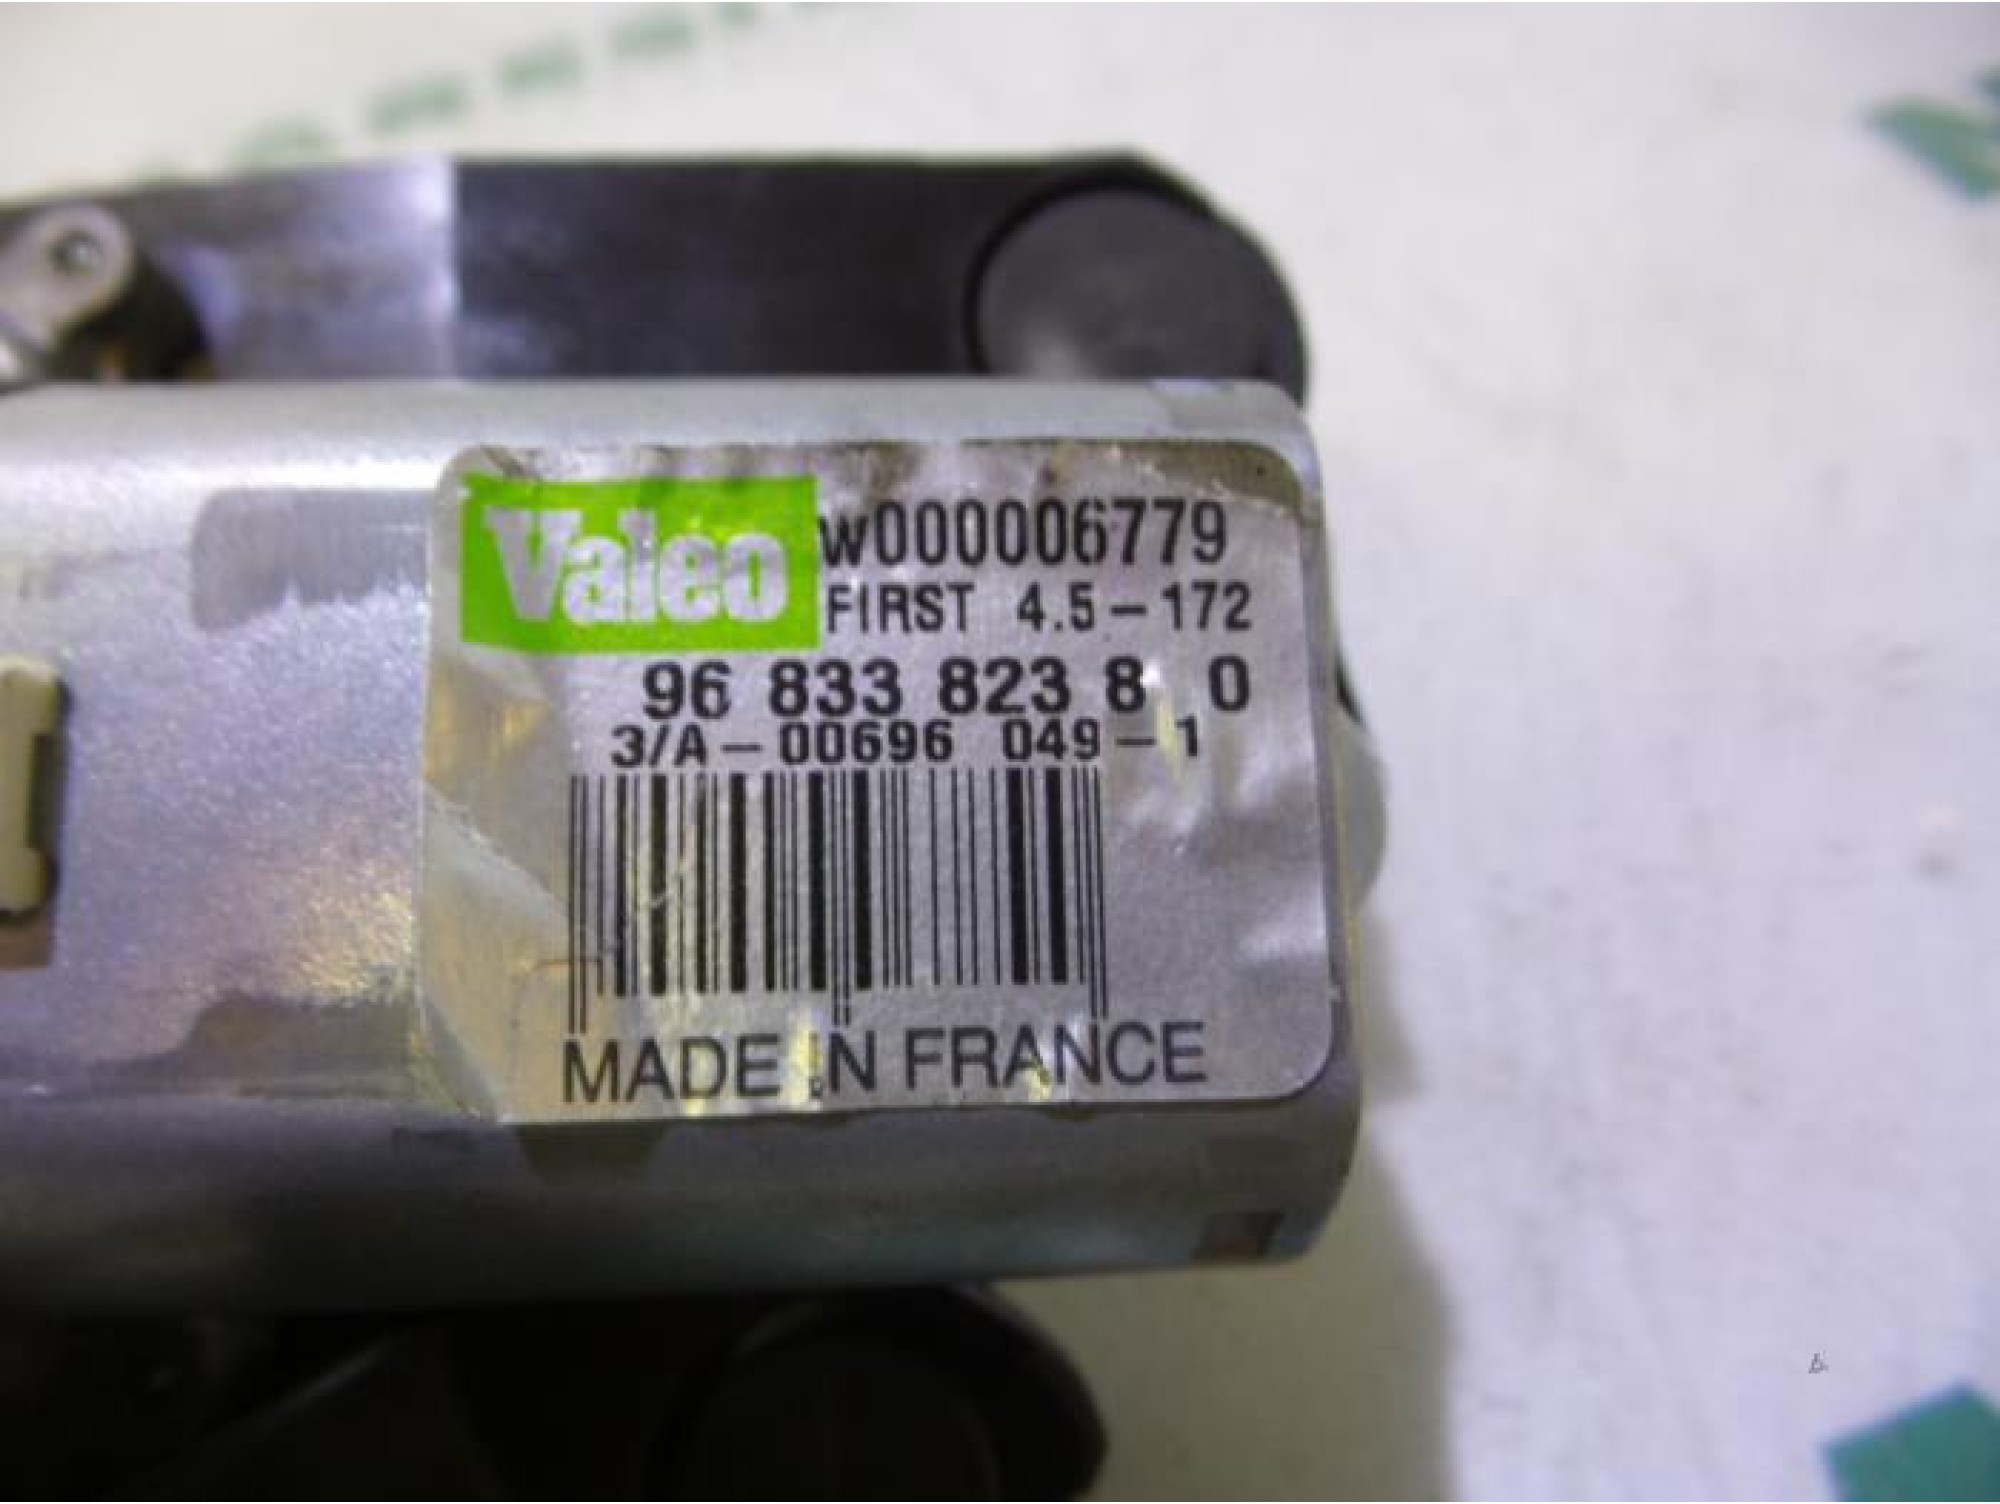 Valeo
W000006779
FIRST 4.5-172
96 833 823 8 0
3/A-00696 049-1
MADE IN FRANCE